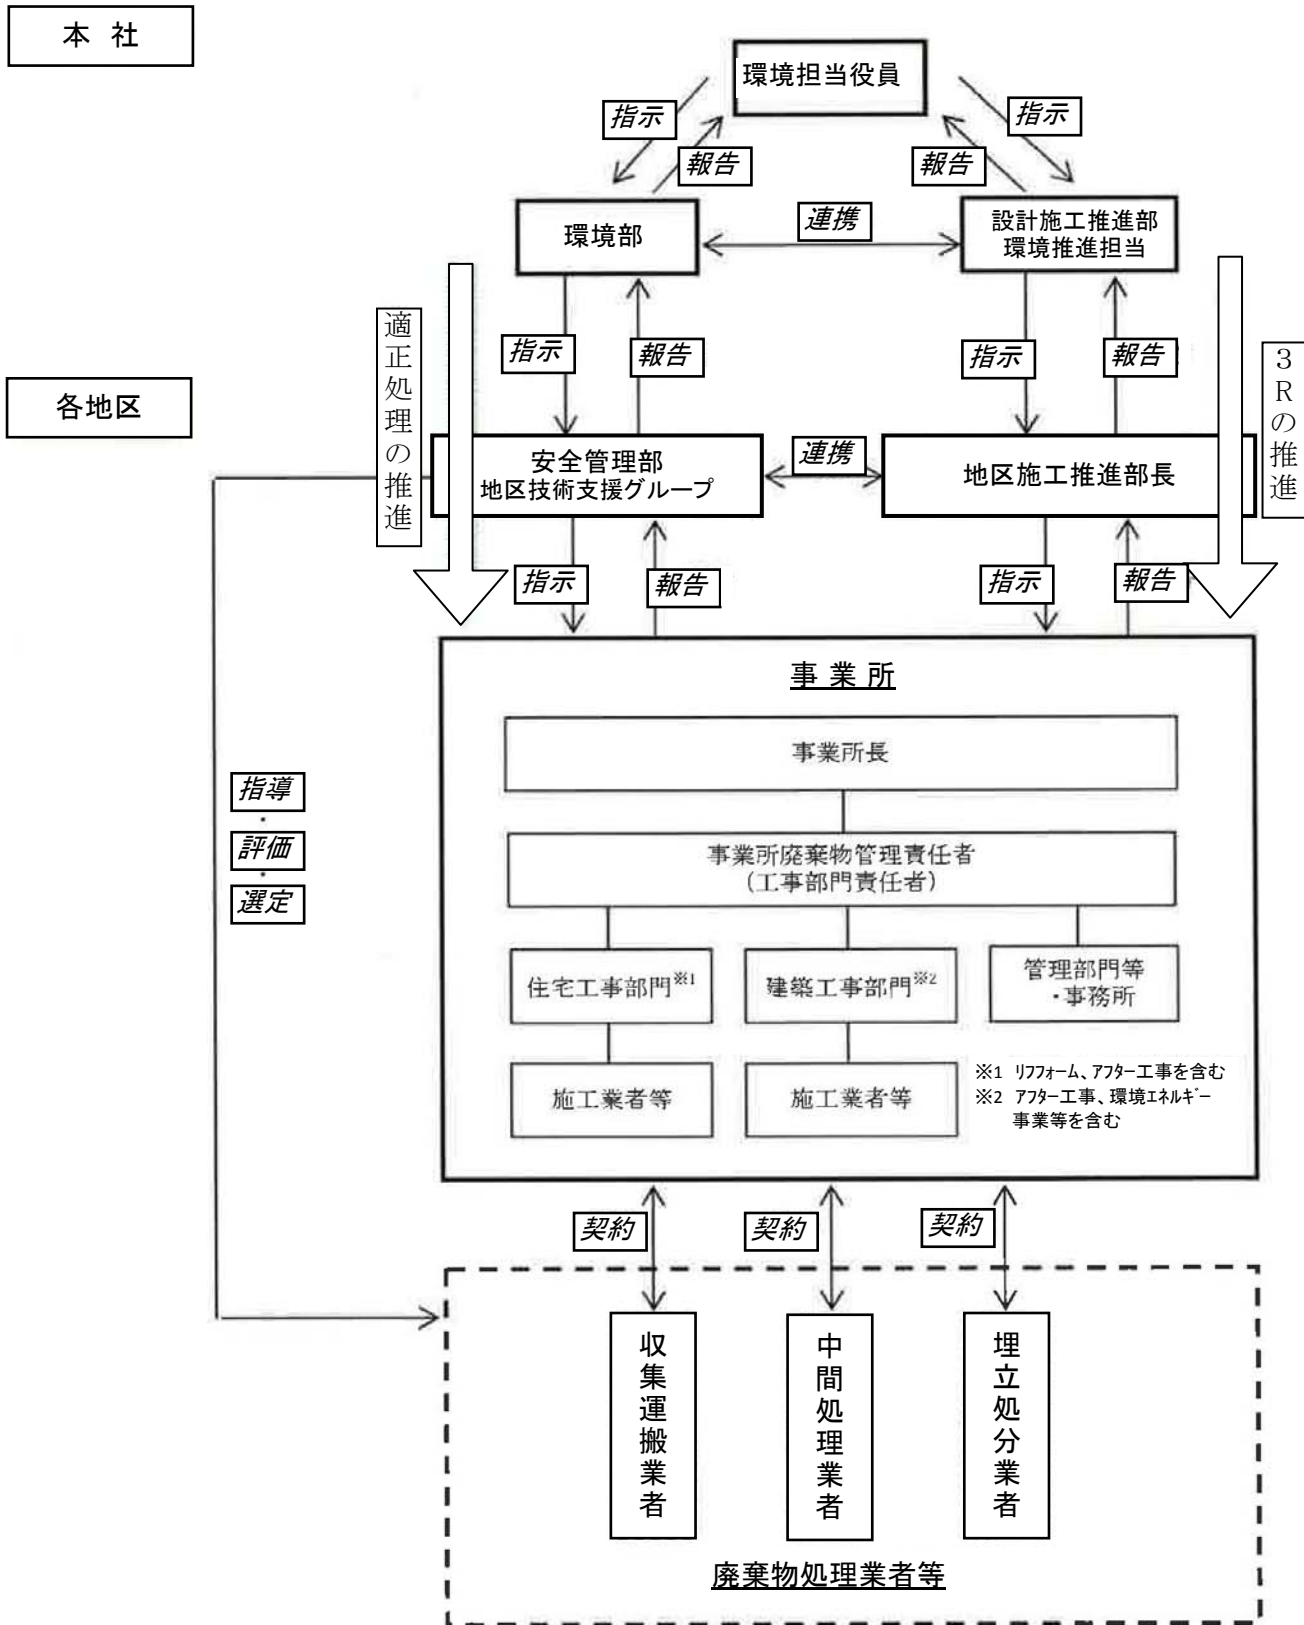 本 社
環境担当役員
指示
指示
報告
報告
環境部
連携
設計施工推進部
環境推進担当
適正処理の推進
3Rの推進
指示
報告
指示
報告
各地区
安全管理部
地区技術支援グループ
連携
地区施工推進部長
指示
報告
指示
報告
事 業 所
事業所長
事業所廃棄物管理責任者
(工事部門責任者)
住宅工事部門※1
建築工事部門※2
管理部門等
・事務所
施工業者等
施工業者等
※1 リフフォーム、アフター工事を含む
※2 アフター工事、環境エネルギー
事業等を含む
指導
・
評価
・
選定
契約
契約
契約
収集運搬業者
中間処理業者
埋立処分業者
廃棄物処理業者等